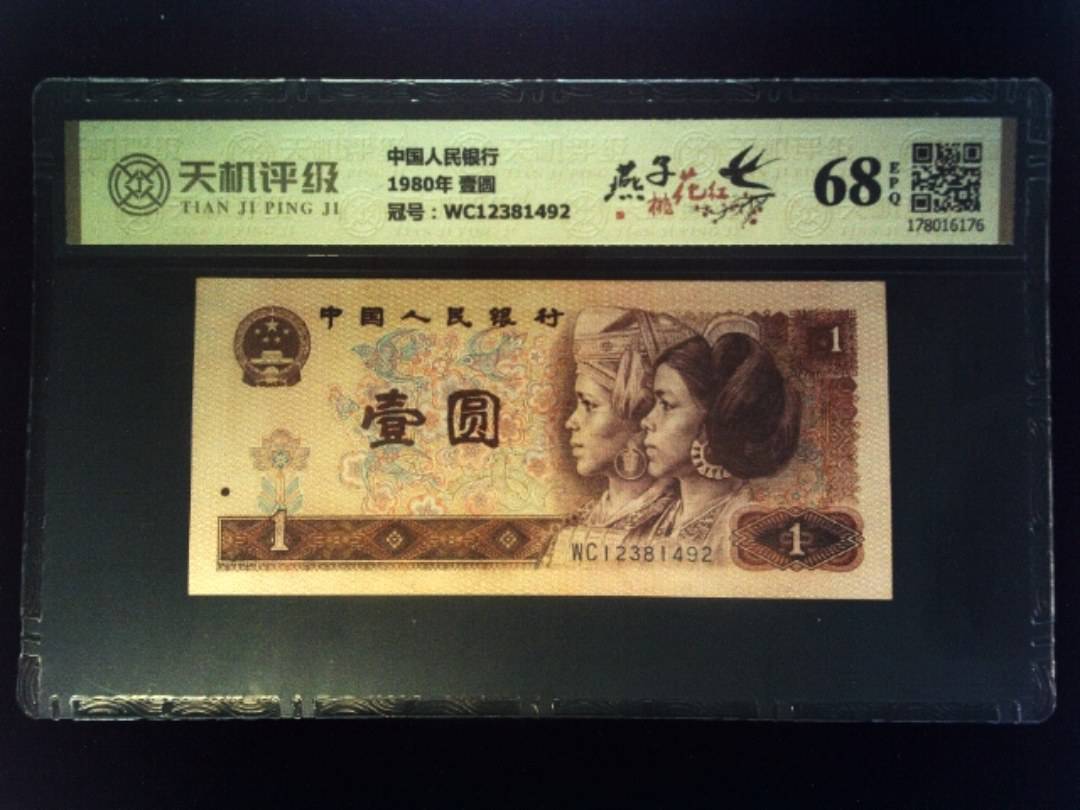 天机评级
TIAN JI PING JI
中国人民银行
1980年 壹圆
冠号：WC12381492
燕子
桃花红
68
EPQ
178016176
中国人民银行
壹圆
1
1
WC12381492
1